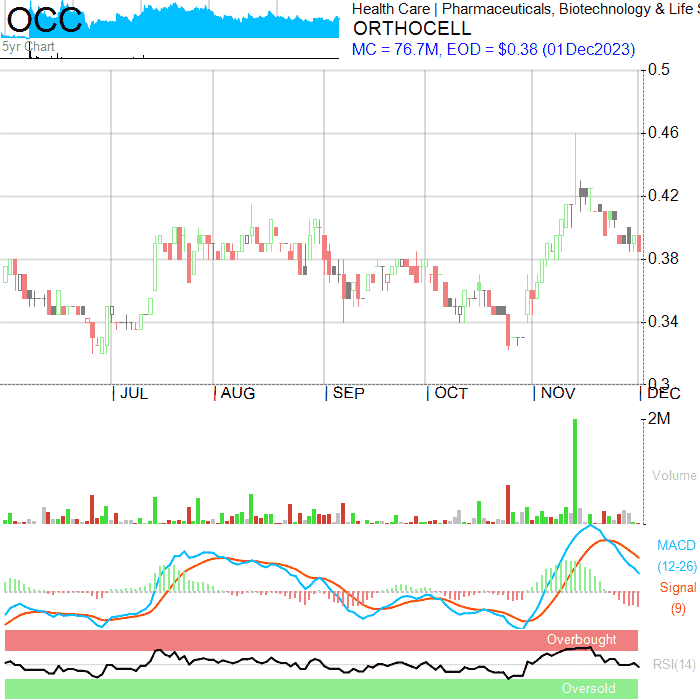 OCC
5yr Chart
Health Care | Pharmaceuticals, Biotechnology & Life S
ORTHOCELL
MC = 76.7M, EOD = $0.38 (01Dec2023)
0.5
0.46
0.42
0.38
0.34
0.3
| JUL | AUG | SEP | OCT | NOV | DEC
2M
Volume
MACD
(12-26)
Signal
(9)
Overbought
RSI(14)
Oversold